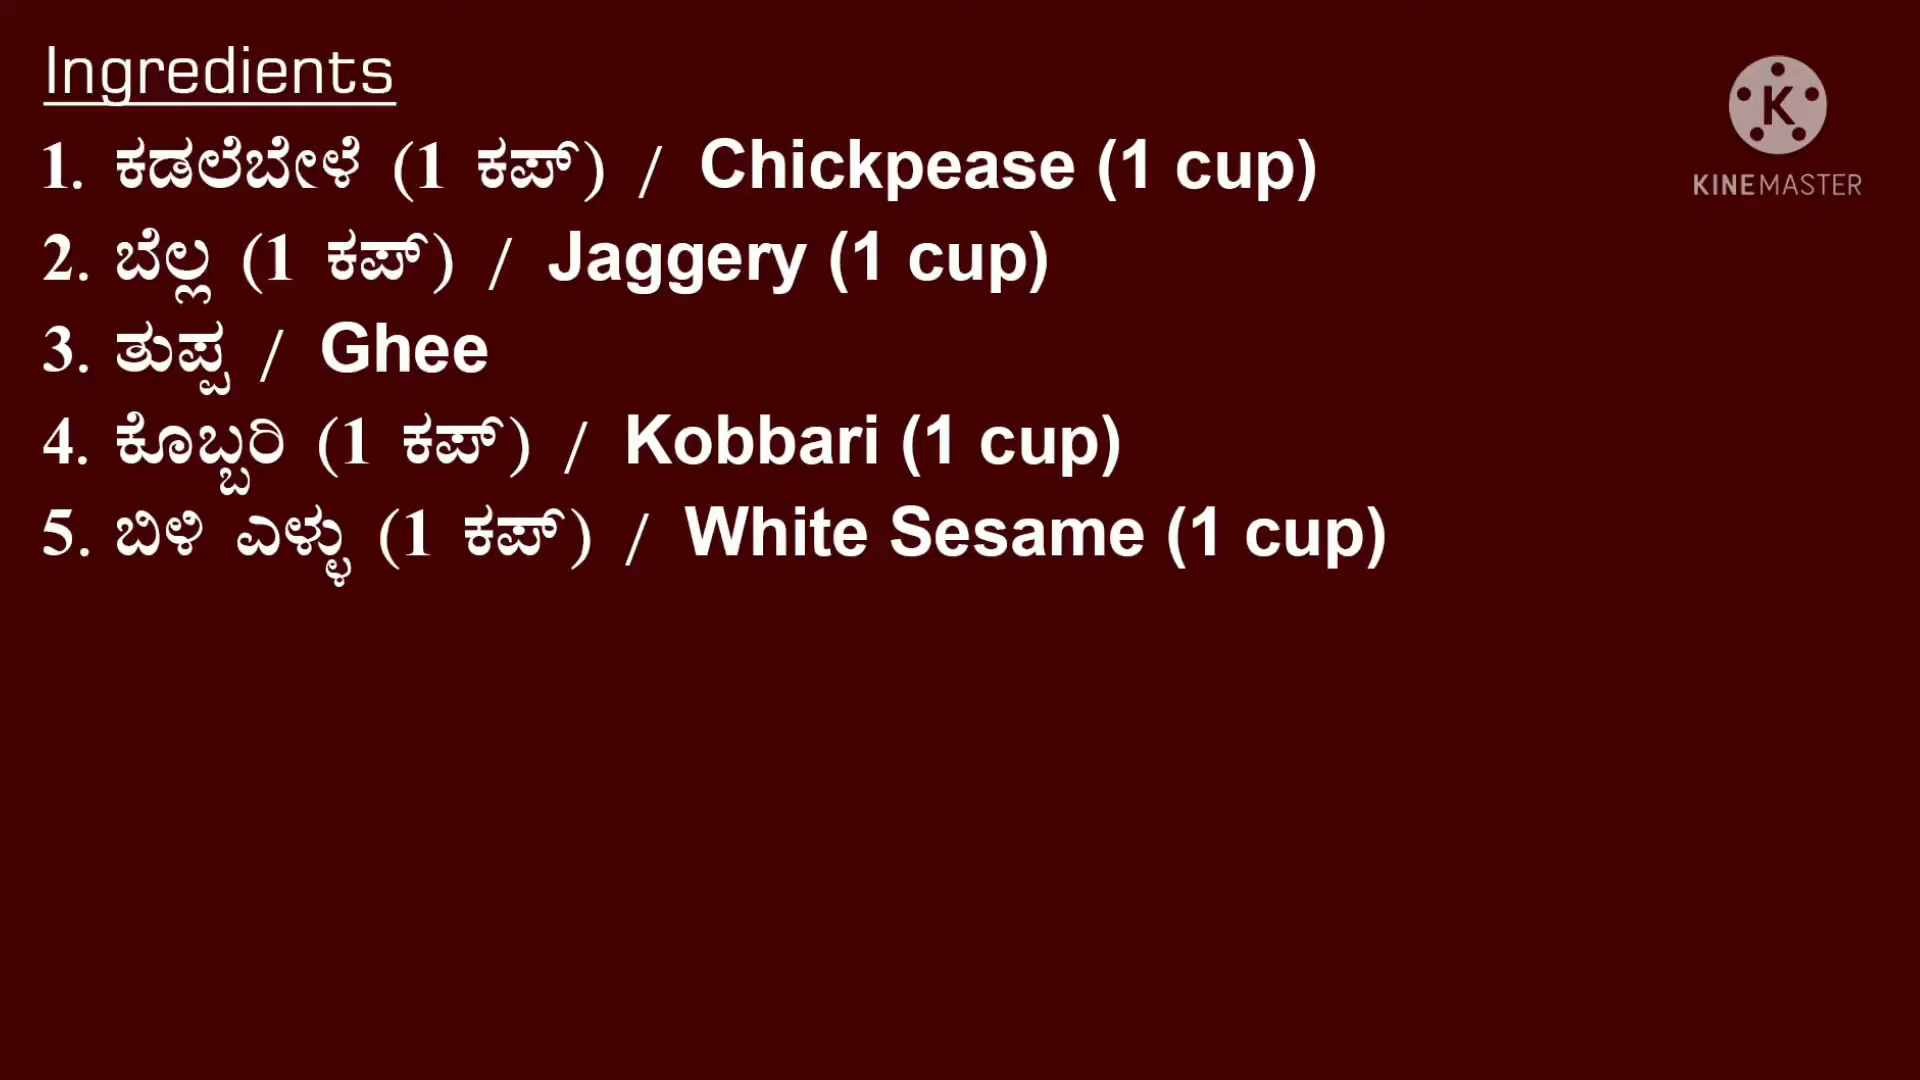 Ingredients
1. ಕಡಲೆಬೇಳೆ (1 ಕಪ್) / Chickpease (1 cup)
2. ಬೆಲ್ಲ (1 ಕಪ್) / Jaggery (1 cup)
3. ತುಪ್ಪ / Ghee
4. ಕೊಬ್ಬರಿ (1 ಕಪ್) / Kobbari (1 cup)
5. ಬಿಳಿ ಎಳ್ಳು (1 ಕಪ್) / White Sesame (1 cup)
K
KINEMASTER